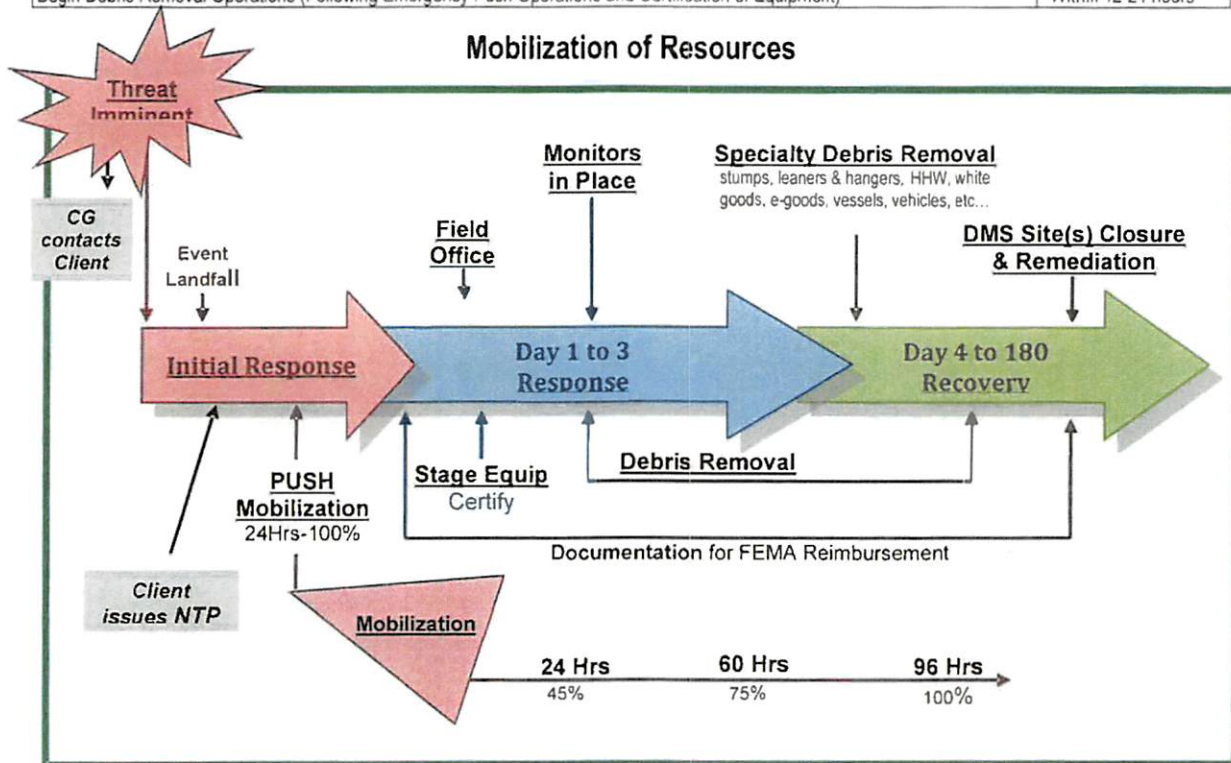 Mobilization of Resources
Threat
Imminent
CG
contacts
Client
Event
Landfall
Field
Office
Monitors
in Place
Specialty Debris Removal
stumps, leaners & hangers, HHW, white
goods, e-goods, vessels, vehicles, etc...
DMS Site(s) Closure
& Remediation
Initial Response
Day 1 to 3
Response
Day 4 to 180
Recovery
PUSH
Mobilization
24Hrs-100%
Stage Equip
Certify
Debris Removal
Documentation for FEMA Reimbursement
Client
issues NTP
Mobilization
24 Hrs
45%
60 Hrs
75%
96 Hrs
100%